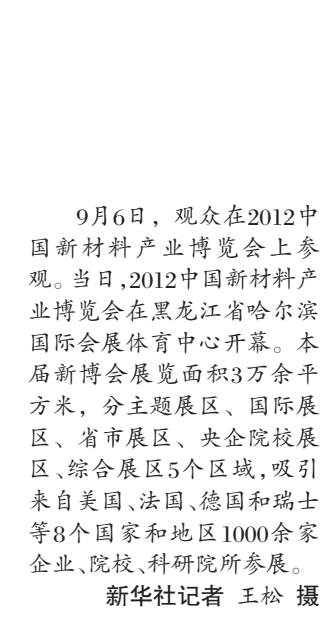 9月6日，观众在2012中
国新材料产业博览会上参
观。当日,2012中国新材料产
业博览会在黑龙江省哈尔滨
国际会展体育中心开幕。本
届新博会展览面积3万余平
方米，分主题展区、国际展
区、省市展区、央企院校展
区、综合展区5个区域,吸引
来自美国、法国、德国和瑞士
等8个国家和地区1000余家
企业、院校、科研院所参展。
新华社记者 王松 摄